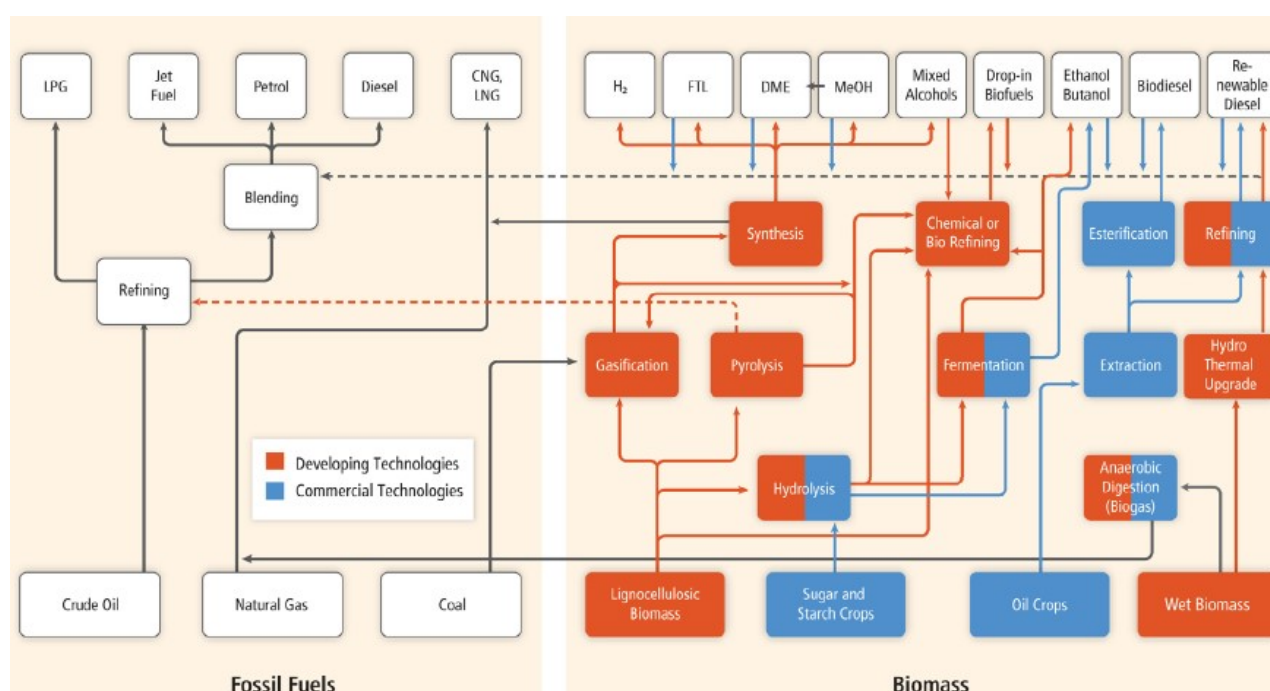 LPG
Jet
Fuel
Petrol
Diesel
CNG,
LNG
H₂
FTL
DME
MeOH
Mixed
Alcohols
Drop-in
Biofuels
Ethanol
Butanol
Biodiesel
Re-
newable
Diesel
Blending
Refining
Synthesis
Chemical or
Bio Refining
Esterification
Refining
Gasification
Pyrolysis
Fermentation
Extraction
Hydro
Thermal
Upgrade
Developing Technologies
Commercial Technologies
Hydrolysis
Anaerobic
Digestion
(Biogas)
Crude Oil
Natural Gas
Coal
Lignocellulosic
Biomass
Sugar and
Starch Crops
Oil Crops
Wet Biomass
Fossil Fuels
Biomass